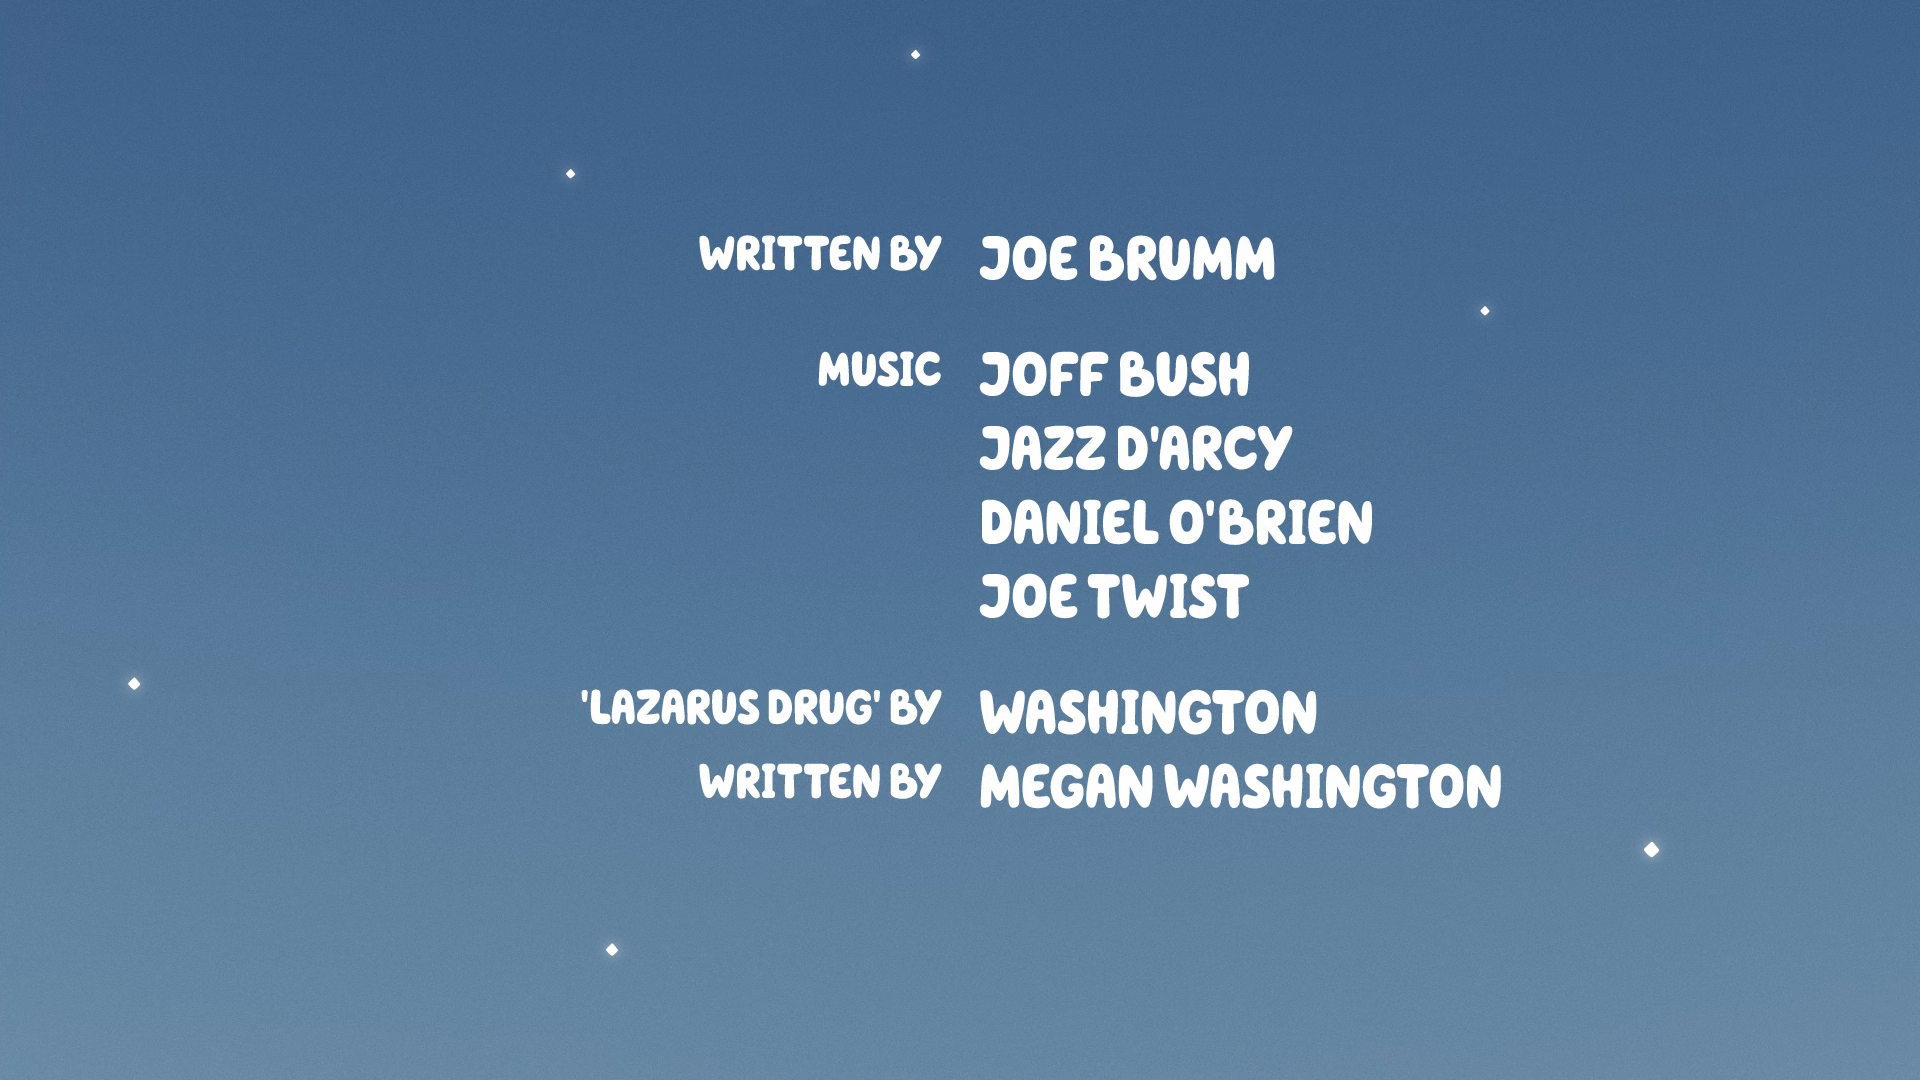 WRITTEN BY JOE BRUMM
MUSIC JOFF BUSH
JAZZ D'ARCY
DANIEL O'BRIEN
JOE TWIST
'LAZARUS DRUG' BY WASHINGTON
WRITTEN BY MEGAN WASHINGTON